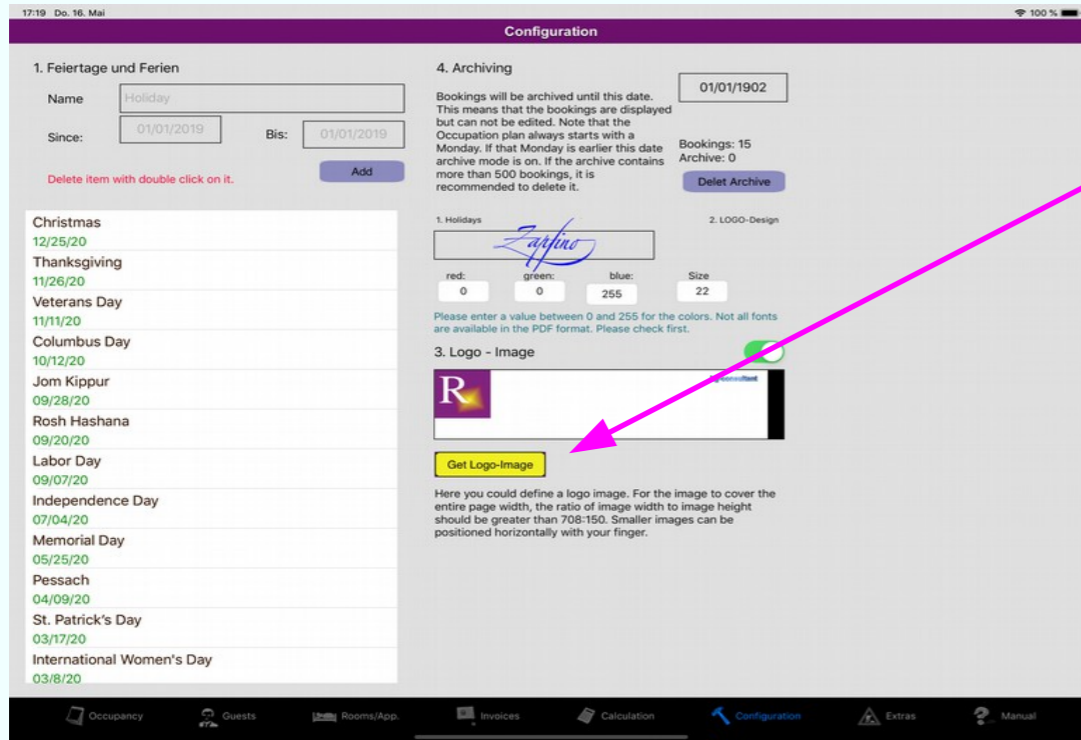 17:19 Do. 16. Mai
100 %
Configuration
1. Feiertage und Ferien
Name
Holiday
Since:
01/01/2019
Bis:
01/01/2019
Delete item with double click on it.
Add
Christmas
12/25/20
Thanksgiving
11/26/20
Veterans Day
11/11/20
Columbus Day
10/12/20
Jom Kippur
09/28/20
Rosh Hashana
09/20/20
Labor Day
09/07/20
Independence Day
07/04/20
Memorial Day
05/25/20
Pessach
04/09/20
St. Patrick's Day
03/17/20
International Women's Day
03/8/20
4. Archiving
01/01/1902
Bookings will be archived until this date.
This means that the bookings are displayed
but can not be edited. Note that the
Occupation plan always starts with a
Monday. If that Monday is earlier this date
archive mode is on. If the archive contains
more than 500 bookings, it is
recommended to delete it.
Bookings: 15
Archive: 0
Delet Archive
1. Holidays
2. LOGO-Design
Zapfino
red:
green:
blue:
Size
0
0
255
22
Please enter a value between 0 and 255 for the colors. Not all fonts
are available in the PDF format. Please check first.
3. Logo - Image
R
Get Logo-Image
Here you could define a logo image. For the image to cover the
entire page width, the ratio of image width to image height
should be greater than 708:150. Smaller images can be
positioned horizontally with your finger.
Occupancy
Guests
Rooms/App.
Invoices
Calculation
Configuration
Extras
Manual